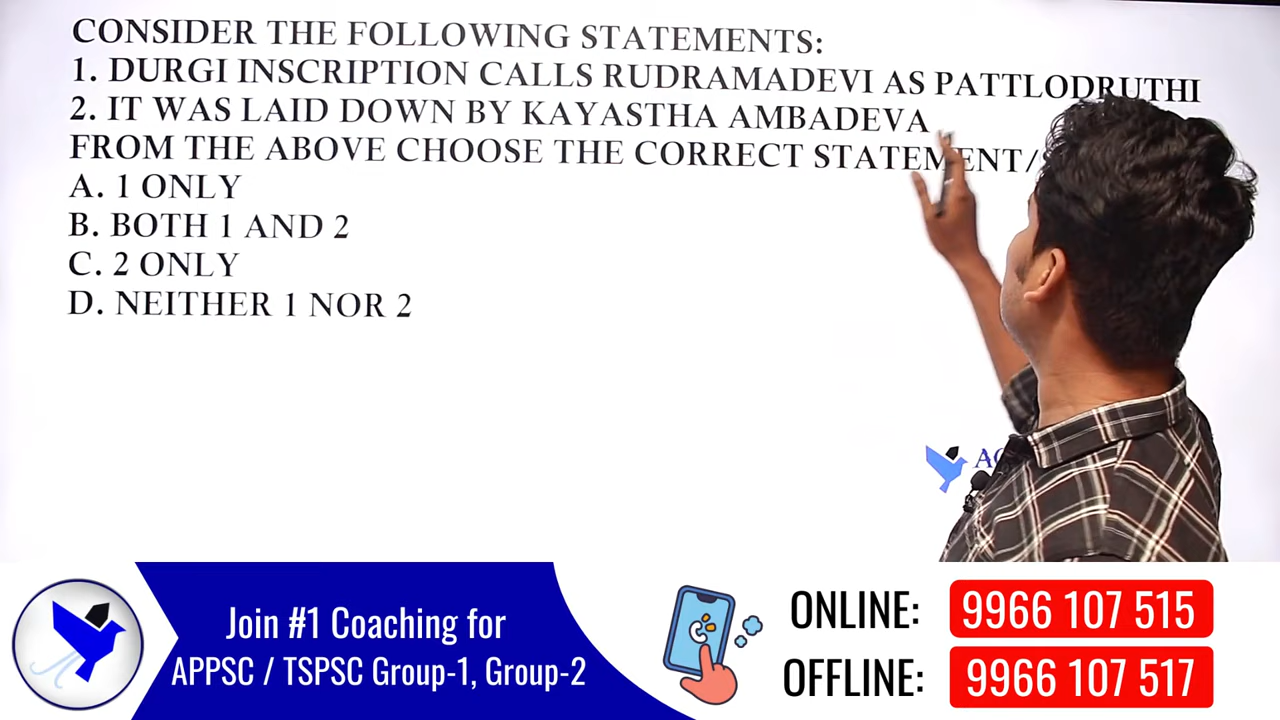 CONSIDER THE FOLLOWING STATEMENTS:
1. DURGI INSCRIPTION CALLS RUDRAMADEVI AS PATTLODRUTHI
2. IT WAS LAID DOWN BY KAYASTHA AMBADEVA
FROM THE ABOVE CHOOSE THE CORRECT STATEMENT/
A. 1 ONLY
B. BOTH 1 AND 2
C. 2 ONLY
D. NEITHER 1 NOR 2
Join #1 Coaching for
APPSC / TSPSC Group-1, Group-2
ONLINE: 9966 107 515
OFFLINE: 9966 107 517